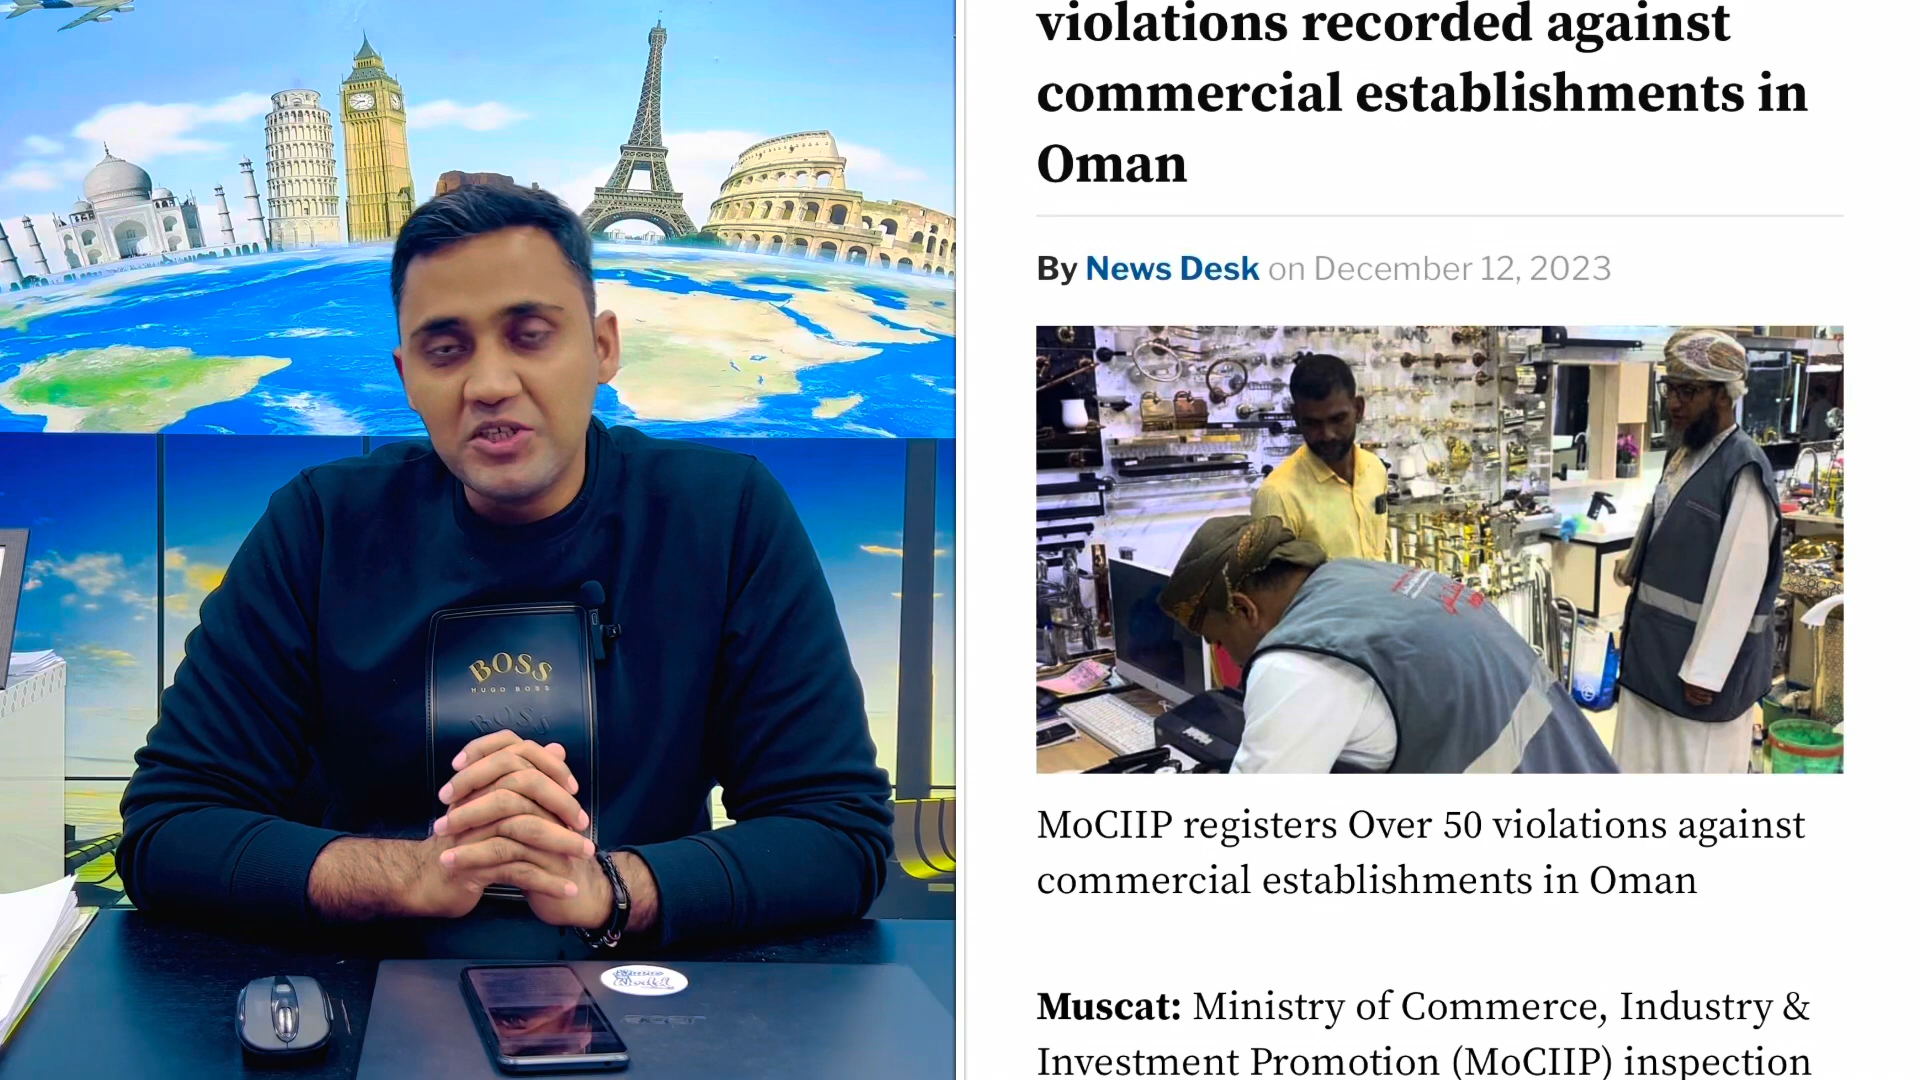 violations recorded against
commercial establishments in
Oman
By News Desk on December 12, 2023
MoCIIP registers Over 50 violations against
commercial establishments in Oman
Muscat: Ministry of Commerce, Industry &
Investment Promotion (MoCIIP) inspection
BOSS
HUGO BOSS
BOSS